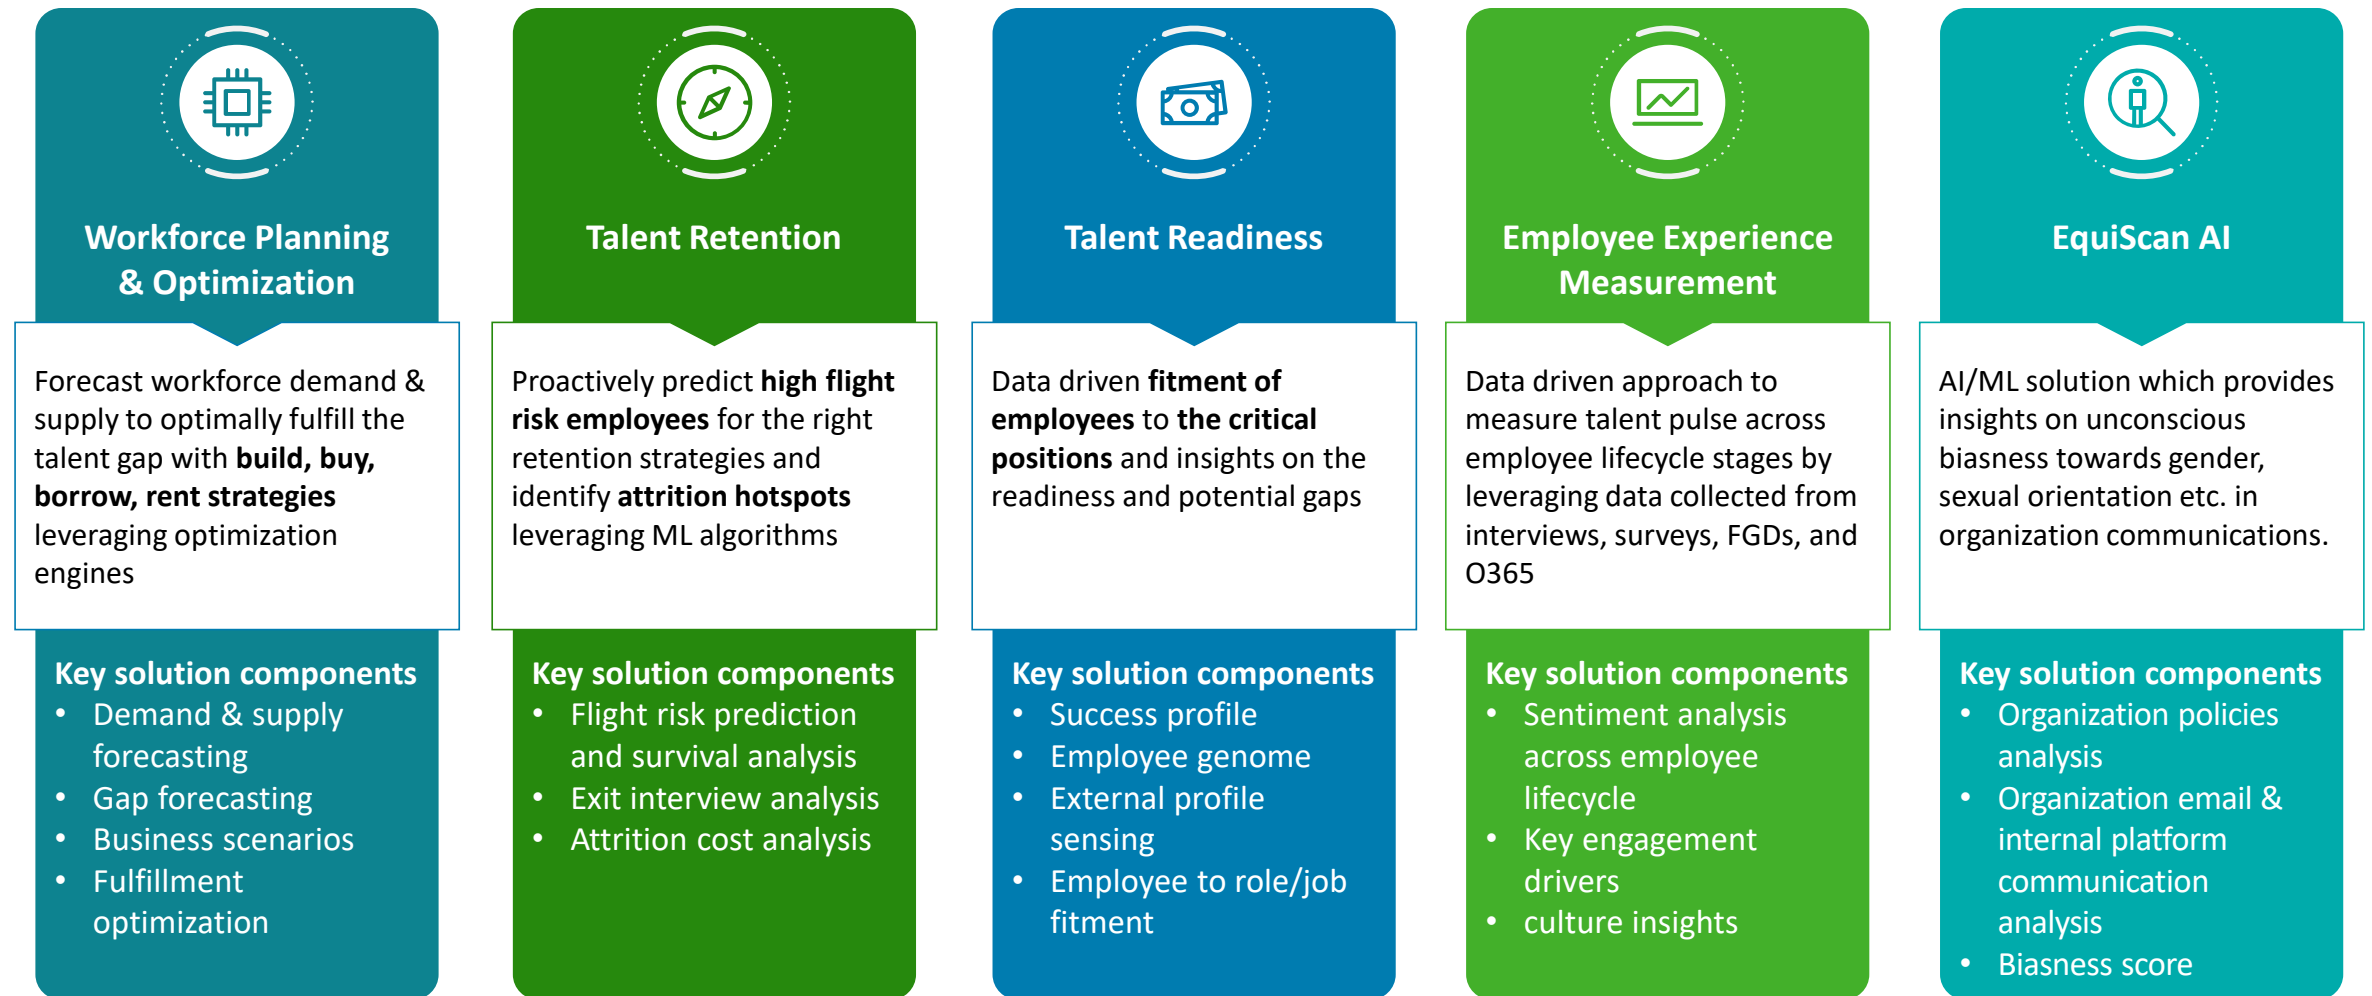 Workforce Planning
& Optimization
Forecast workforce demand &
supply to optimally fulfill the
talent gap with build, buy,
borrow, rent strategies
leveraging optimization
engines
Key solution components
• Demand & supply
forecasting
• Gap forecasting
• Business scenarios
• Fulfillment
optimization
Talent Retention
Proactively predict high flight
risk employees for the right
retention strategies and
identify attrition hotspots
leveraging ML algorithms
Key solution components
• Flight risk prediction
and survival analysis
• Exit interview analysis
• Attrition cost analysis
Talent Readiness
Data driven fitment of
employees to the critical
positions and insights on the
readiness and potential gaps
Key solution components
• Success profile
• Employee genome
• External profile
sensing
• Employee to role/job
fitment
Employee Experience
Measurement
Data driven approach to
measure talent pulse across
employee lifecycle stages by
leveraging data collected from
interviews, surveys, FGDs, and
O365
Key solution components
• Sentiment analysis
across employee
lifecycle
• Key engagement
drivers
• culture insights
EquiScan AI
AI/ML solution which provides
insights on unconscious
biasness towards gender,
sexual orientation etc. in
organization communications.
Key solution components
• Organization policies
analysis
• Organization email &
internal platform
communication
analysis
• Biasness score